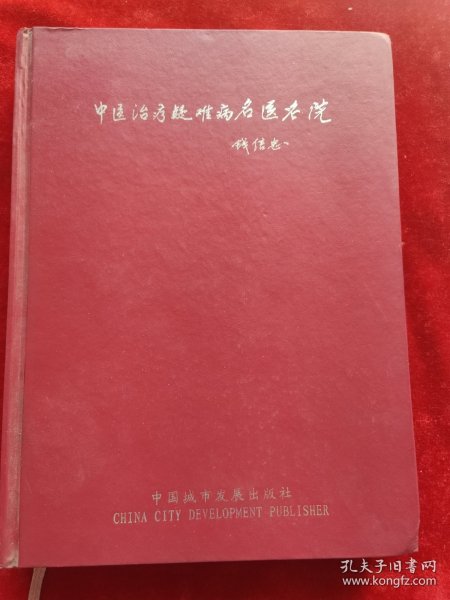 中医治疗疑难病名医名院
钱信忠
中国城市发展出版社
CHINA CITY DEVELOPMENT PUBLISHER
孔夫子旧书网
www.kongfz.com